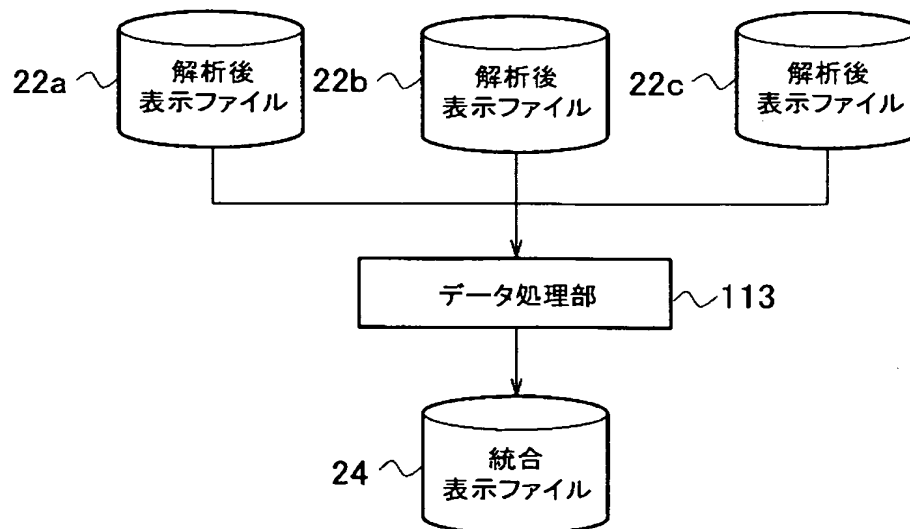 22a
解析後
表示ファイル
22b
解析後
表示ファイル
22c
解析後
表示ファイル
データ処理部
113
24
統合
表示ファイル